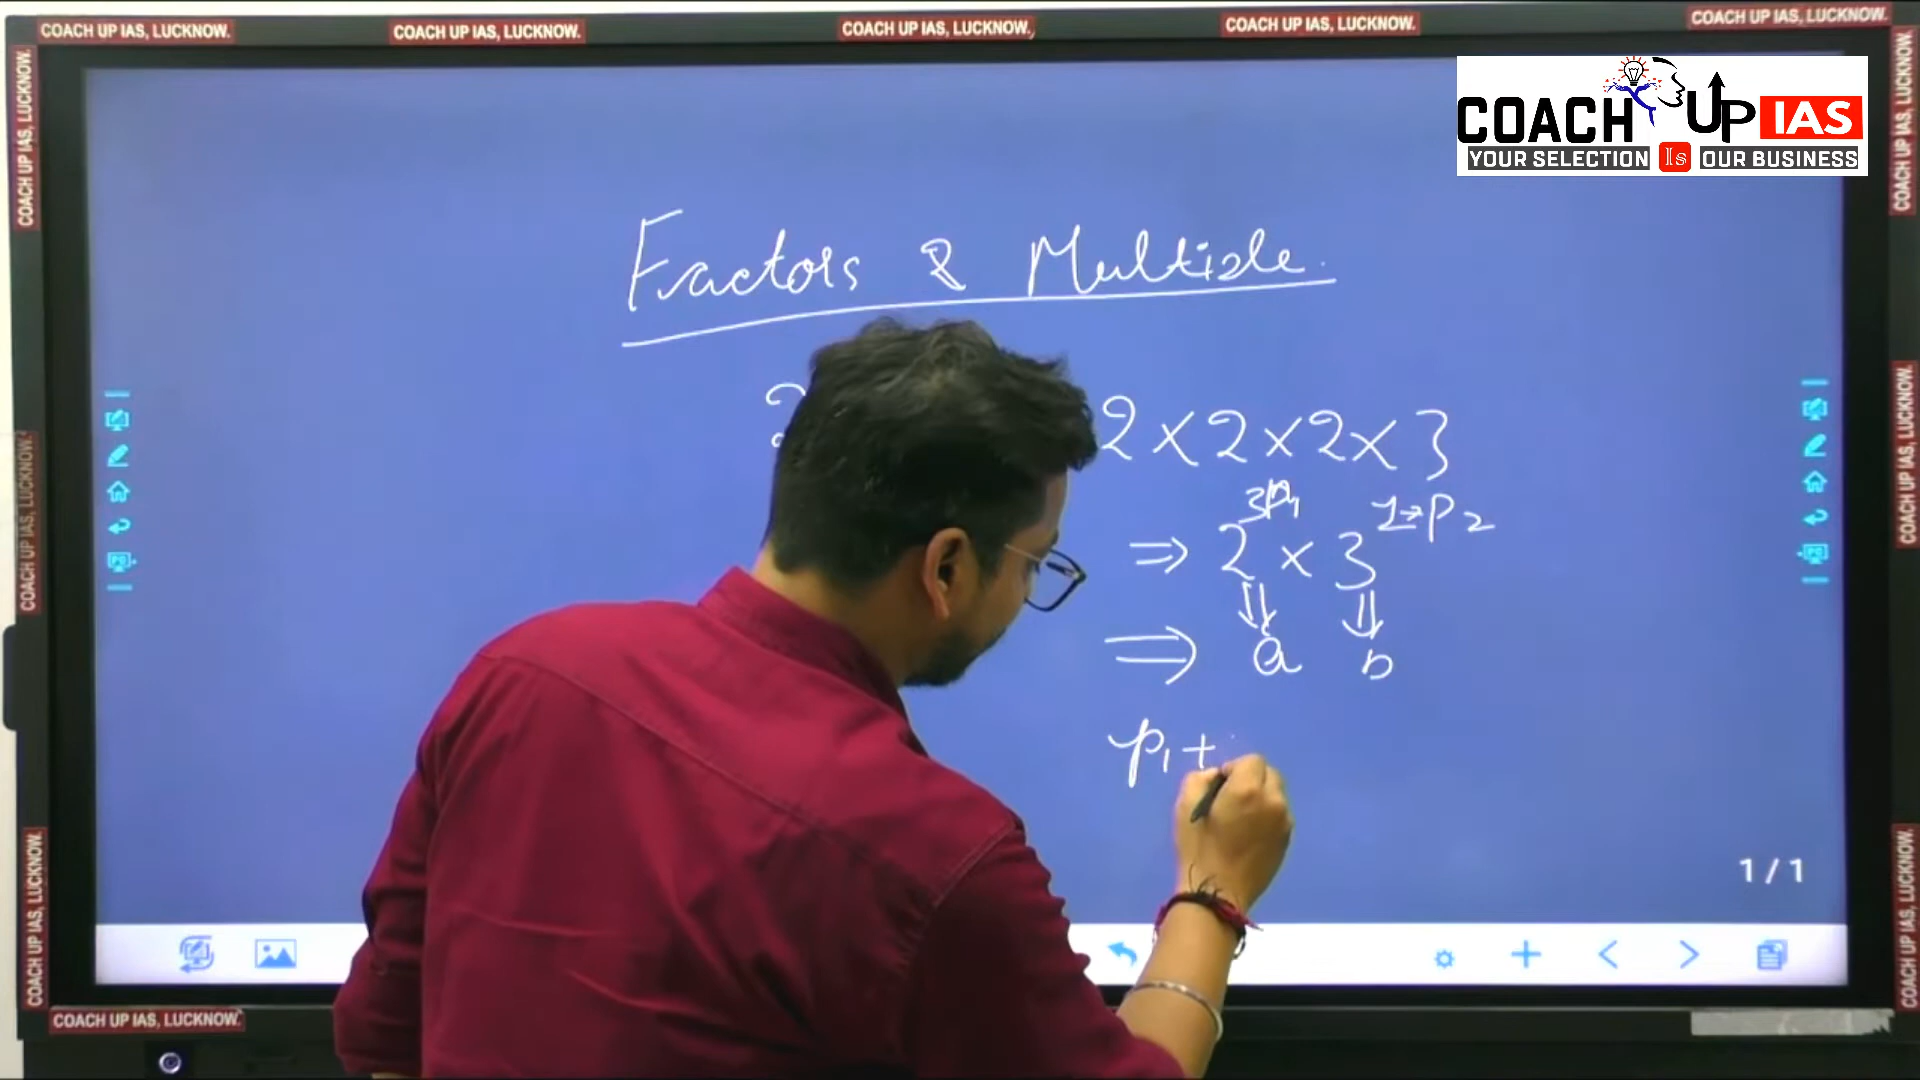 COACH UP IAS, LUCKNOW.
COACH UP IAS, LUCKNOW.
COACH UP IAS, LUCKNOW.
COACH UP IAS, LUCKNOW.
COACH UP IAS, LUCKNOW.
COACH UP IAS
YOUR SELECTION Is OUR BUSINESS
COACH UP IAS, LUCKNOW.
COACH UP IAS, LUCKNOW.
COACH UP IAS, LUCKNOW.
COACH UP IAS, LUCKNOW.
COACH UP IAS, LUCKNOW.
COACH UP IAS, LUCKNOW.
Factors & Multiple.
2 × 2 × 2 × 3
3 P1 1→P2
⇒ 2 × 3
⇒ a b
p1 +
1 / 1
COACH UP IAS, LUCKNOW.